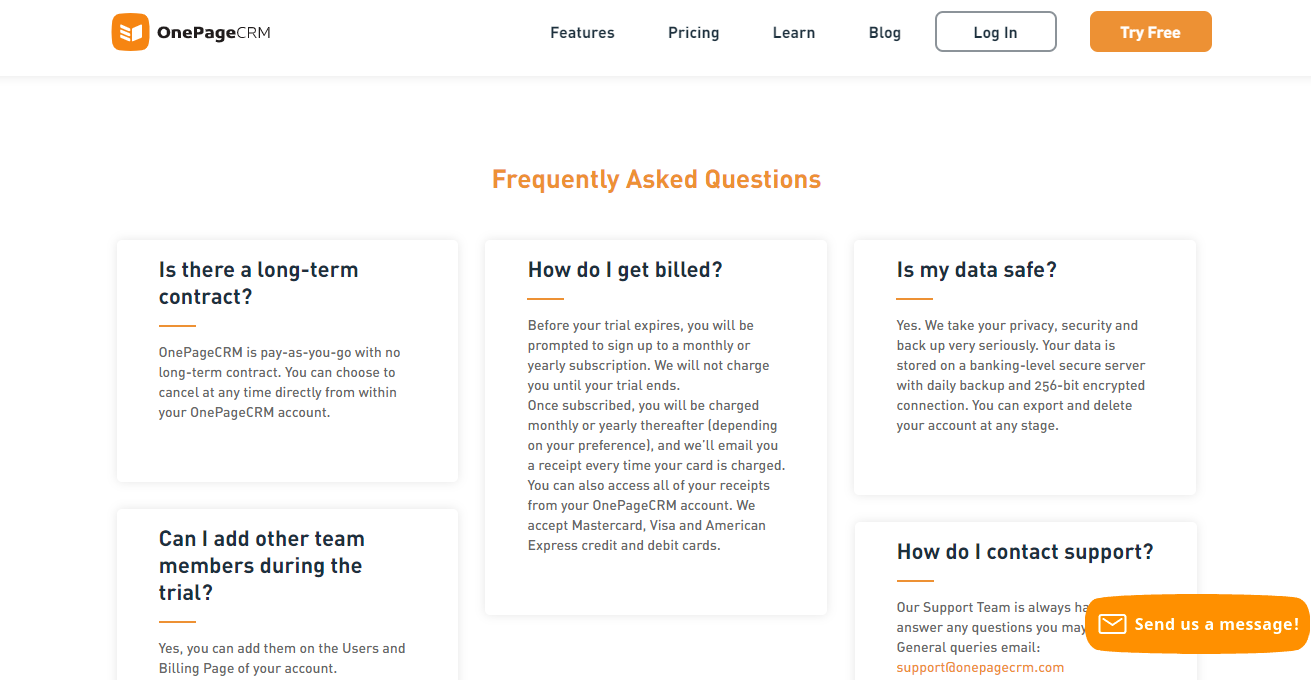 OnePageCRM
Features
Pricing
Learn
Blog
Log In
Try Free
Frequently Asked Questions
Is there a long-term
contract?
OnePageCRM is pay-as-you-go with no
long-term contract. You can choose to
cancel at any time directly from within
your OnePageCRM account.
Can I add other team
members during the
trial?
Yes, you can add them on the Users and
Billing Page of your account.
How do I get billed?
Before your trial expires, you will be
prompted to sign up to a monthly or
yearly subscription. We will not charge
you until your trial ends.
Once subscribed, you will be charged
monthly or yearly thereafter (depending
on your preference), and we'll email you
a receipt every time your card is charged.
You can also access all of your receipts
from your OnePageCRM account. We
accept Mastercard, Visa and American
Express credit and debit cards.
Is my data safe?
Yes. We take your privacy, security and
back up very seriously. Your data is
stored on a banking-level secure server
with daily backup and 256-bit encrypted
connection. You can export and delete
your account at any stage.
How do I contact support?
Our Support Team is always
answer any questions you may
General queries email:
support@onepagecrm.com
Send us a message!